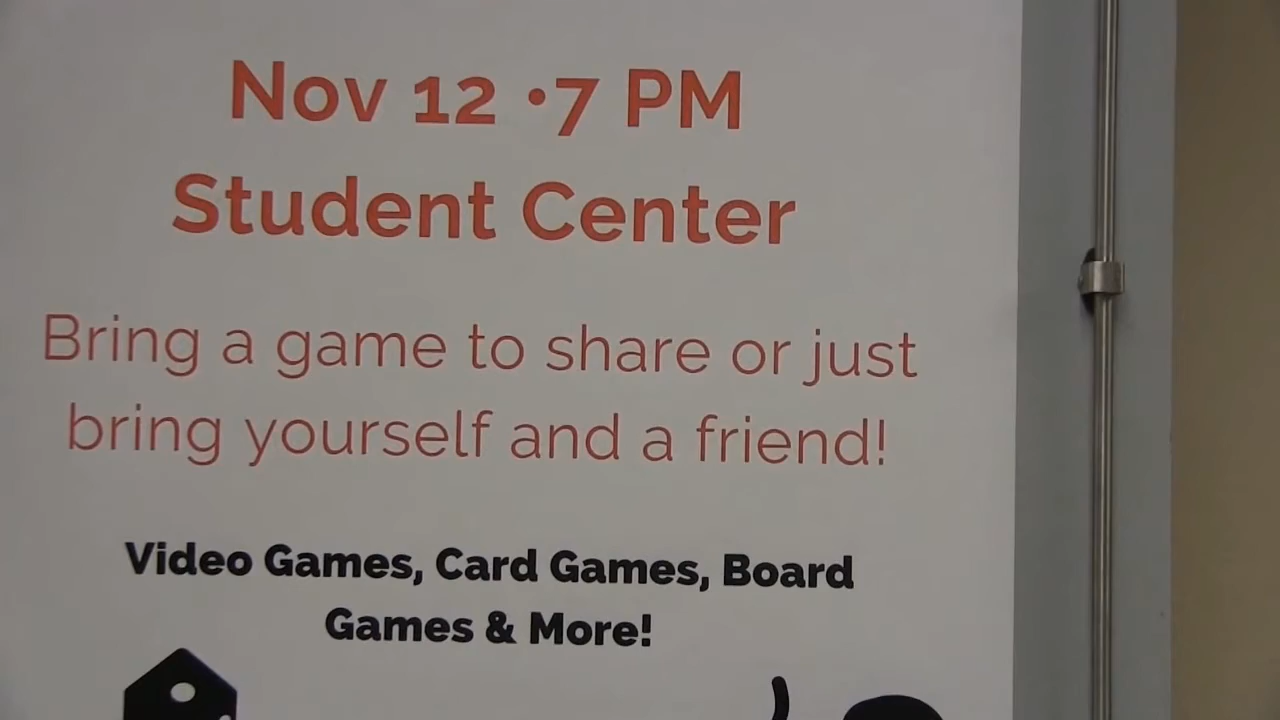 Nov 12 •7 PM
Student Center
Bring a game to share or just
bring yourself and a friend!
Video Games, Card Games, Board
Games & More!